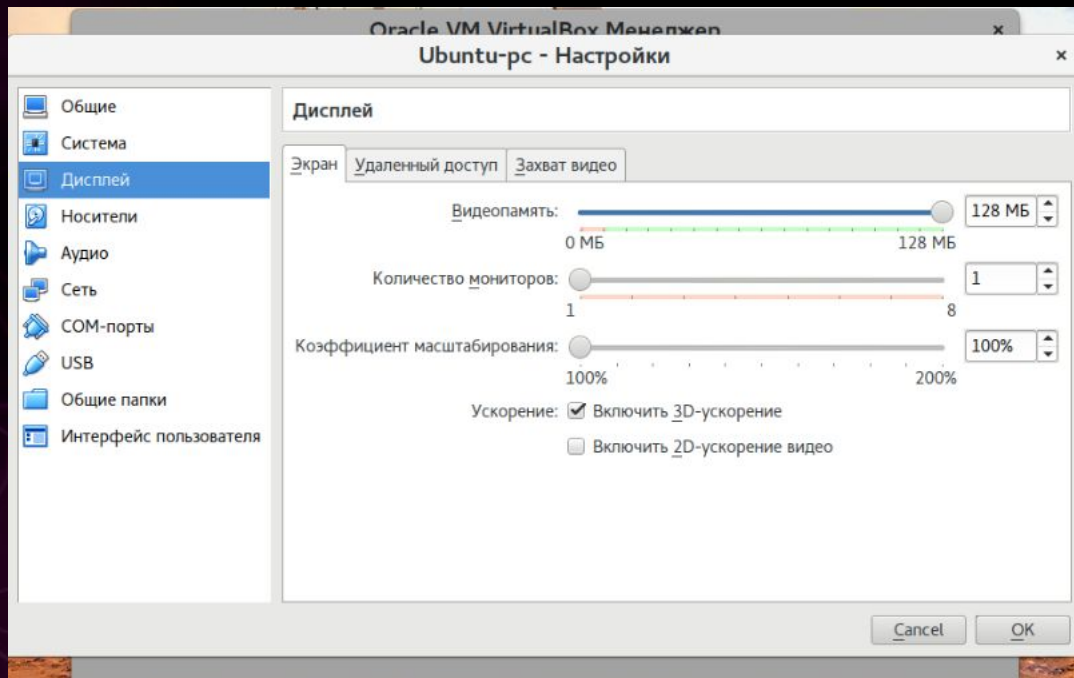 Oracle VM VirtualBox Менеджер
Ubuntu-pc - Настройки
Общие
Система
Дисплей
Носители
Аудио
Сеть
COM-порты
USB
Общие папки
Интерфейс пользователя
Дисплей
Экран Удаленный доступ Захват видео
Видеопамять: 128 МБ
0 МБ 128 МБ
Количество мониторов: 1
1 8
Коэффициент масштабирования: 100%
100% 200%
Ускорение: Включить 3D-ускорение
Включить 2D-ускорение видео
Cancel OK